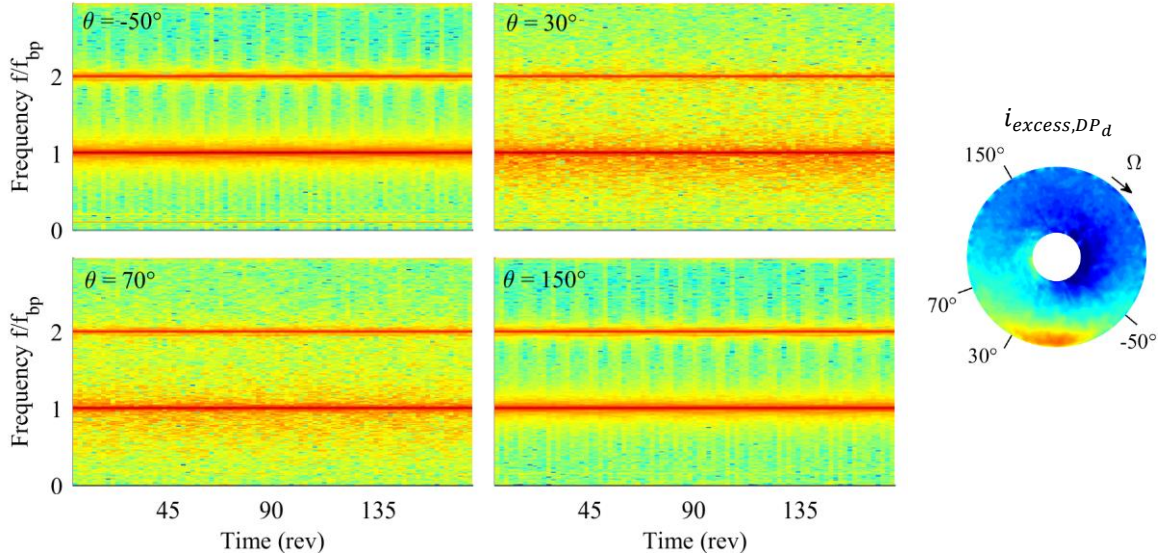 θ = -50°
θ = 30°
Frequency f/f_bp
2
1
0
i_excess,DP_d
150°
Ω
70°
30°
-50°
θ = 70°
θ = 150°
Frequency f/f_bp
2
1
0
45
90
135
45
90
135
Time (rev)
Time (rev)